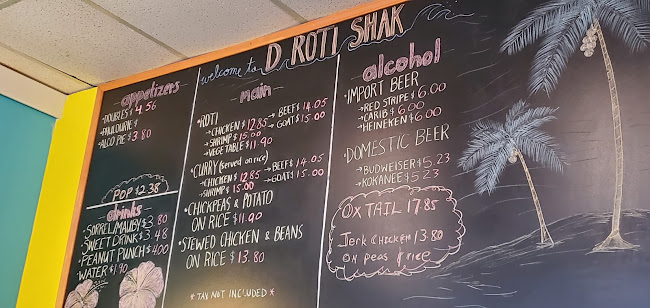 welcome to D ROTI SHAK
appetizers
• DOUBLES $ 4.56
• PHULOURIE $
• ALOO PIE $ 3.80
POP $2.38
drinks
• SORREL/MAUBY $3.80
• SWEET DRINK $3.48
• PEANUT PUNCH $4.00
• WATER $1.90
main
• ROTI
→ CHICKEN $ 12.85 → BEEF $ 14.05
→ SHRIMP $ 15.00 → GOAT $ 15.00
→ VEGETABLE $ 11.90
• CURRY (served on rice)
→ CHICKEN $ 12.85 → BEEF $ 14.05
→ SHRIMP $ 15.00 → GOAT $ 15.00
• CHICKPEAS & POTATO
ON RICE $ 11.90
• STEWED CHICKEN & BEANS
ON RICE $ 13.80
* TAX NOT INCLUDED *
alcohol
• IMPORT BEER
→ RED STRIPE $ 6.00
→ CARIB $ 6.00
→ HEINEKEN $ 6.00
• DOMESTIC BEER
→ BUDWEISER $ 5.23
→ KOKANEE $ 5.23
OX TAIL 17.85
Jerk CHICKEN 13.80
ON peas & rice